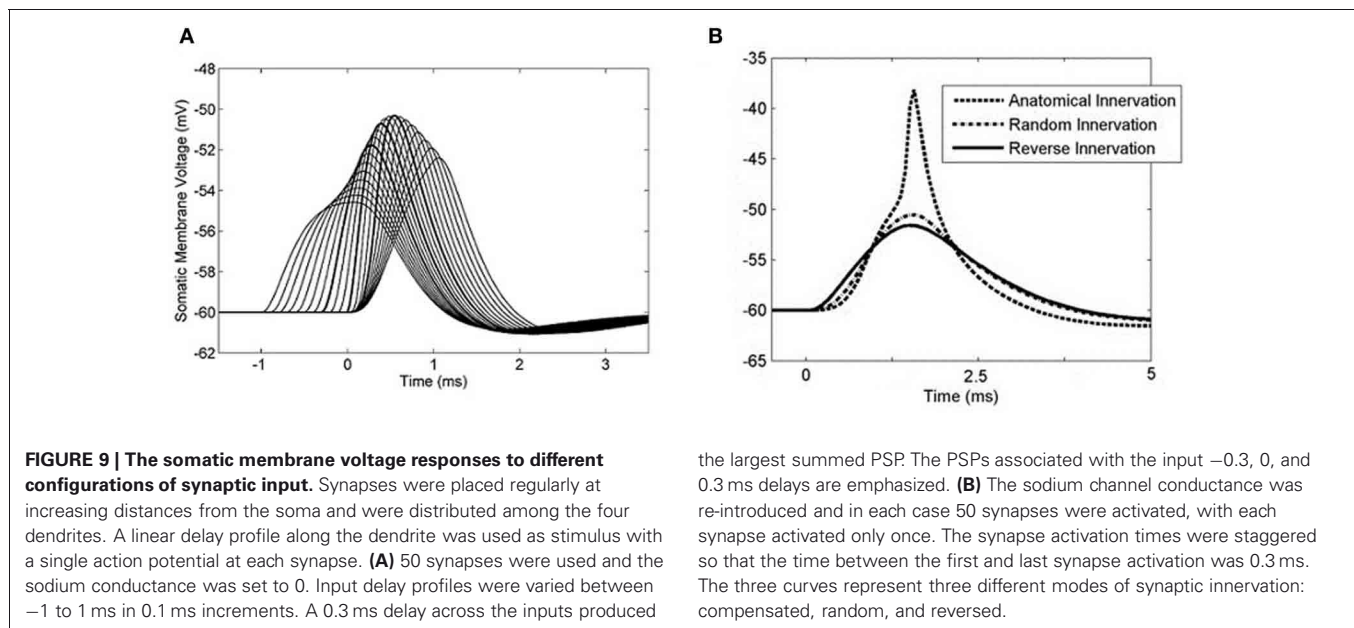 A
B
-48
-50
-52
-54
-56
-58
-60
-62
Somatic Membrane Voltage (mV)
-1
0
1
2
3
Time (ms)
-35
-40
-45
-50
-55
-60
-65
Anatomical Innervation
Random Innervation
Reverse Innervation
0
2.5
5
Time (ms)
FIGURE 9 | The somatic membrane voltage responses to different
configurations of synaptic input. Synapses were placed regularly at
increasing distances from the soma and were distributed among the four
dendrites. A linear delay profile along the dendrite was used as stimulus with
a single action potential at each synapse. (A) 50 synapses were used and the
sodium conductance was set to 0. Input delay profiles were varied between
−1 to 1 ms in 0.1 ms increments. A 0.3 ms delay across the inputs produced
the largest summed PSP. The PSPs associated with the input −0.3, 0, and
0.3 ms delays are emphasized. (B) The sodium channel conductance was
re-introduced and in each case 50 synapses were activated, with each
synapse activated only once. The synapse activation times were staggered
so that the time between the first and last synapse activation was 0.3 ms.
The three curves represent three different modes of synaptic innervation:
compensated, random, and reversed.